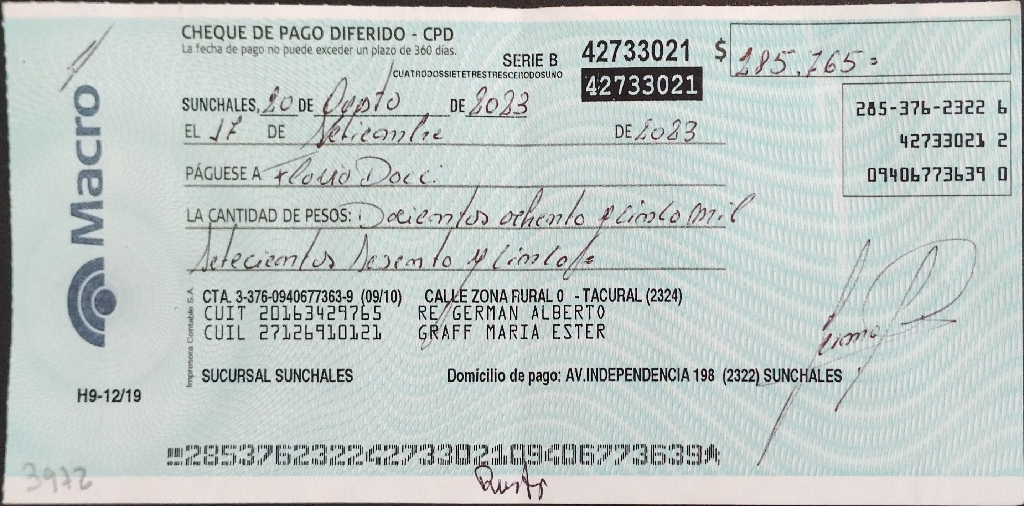 CHEQUE DE PAGO DIFERIDO - CPD
La fecha de pago no puede exceder un plazo de 360 días.
SERIE B 42733021 $ 285.765=
CUATRODOSSIETETRESTRESCERODOSUNO
42733021
SUNCHALES, 20 DE Agosto DE 2023
EL 17 DE Setiembre DE 2023
285-376-2322 6
42733021 2
09406773639 0
PÁGUESE A Flavio
LA CANTIDAD DE PESOS: Docientos ochenta y cinco mil
Setecientos Sesenta y Cinco
Macro
CTA. 3-376-0940677363-9 (09/10) CALLE ZONA RURAL 0 - TACURAL (2324)
CUIT 20163429765 RE GERMAN ALBERTO
CUIL 27126910121 GRAFF MARIA ESTER
Impresora Contable S.A.
SUCURSAL SUNCHALES Domicilio de pago: AV.INDEPENDENCIA 198 (2322) SUNCHALES
H9-12/19
28537623224273302109406773639
3972